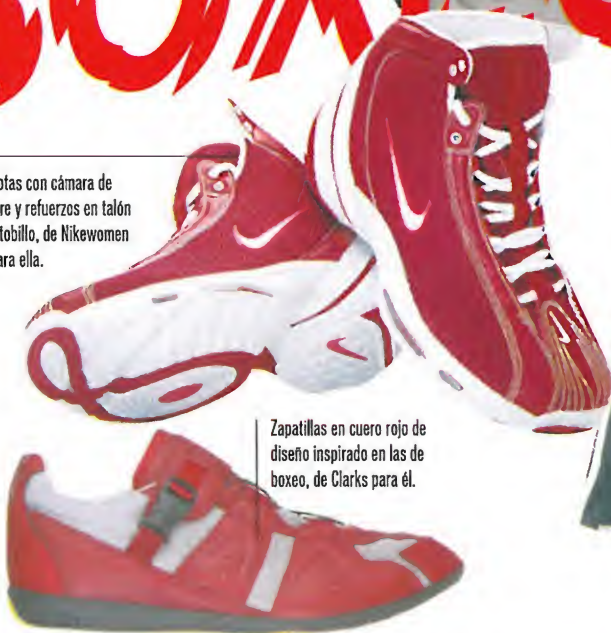 otas con cámara de
re y refuerzos en talón
tobillo, de Nikewomen
ara ella.
Zapatillas en cuero rojo de
diseño inspirado en las de
boxeo, de Clarks para él.